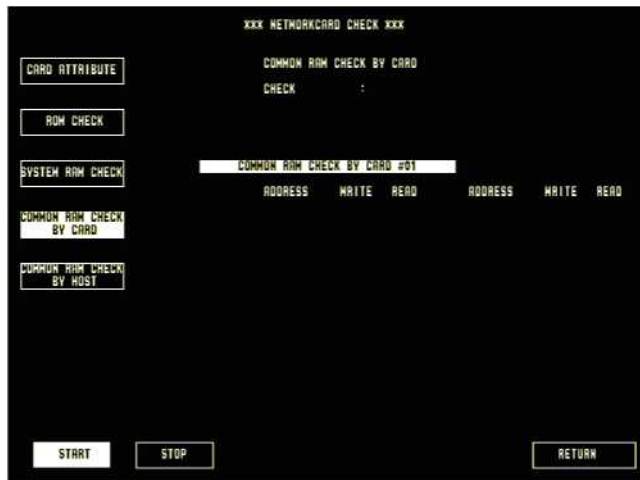 *** NETWORKCARD CHECK ***
CARD ATTRIBUTE
COMMON RAM CHECK BY CARD
CHECK :
ROM CHECK
SYSTEM RAM CHECK
COMMON RAM CHECK BY CARD #01
ADDRESS WRITE READ ADDRESS WRITE READ
COMMON RAM CHECK
BY CARD
COMMON RAM CHECK
BY HOST
START STOP RETURN